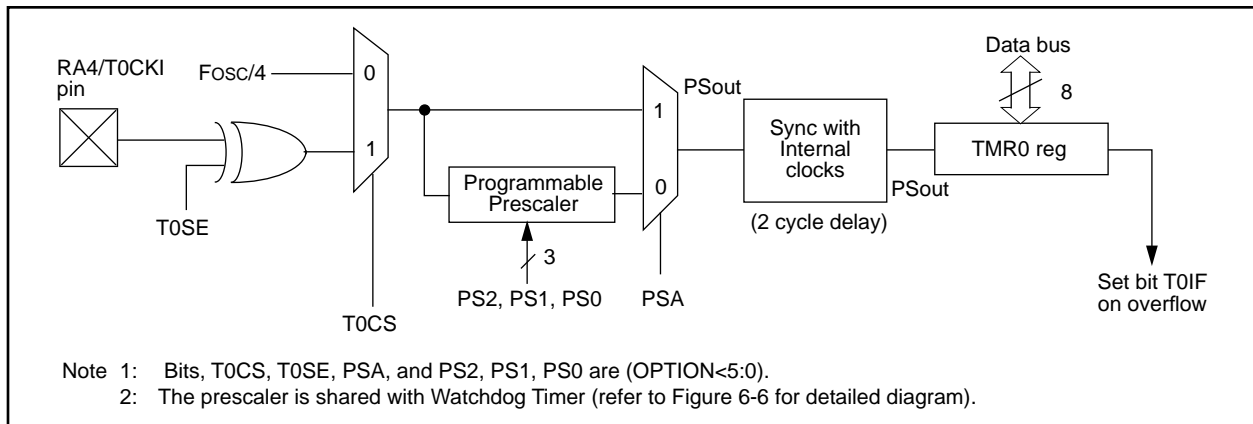 RA4/T0CKI
pin
FOSC/4
0
1
T0SE
T0CS
Programmable
Prescaler
3
PS2, PS1, PS0
1
0
PSA
PSout
Sync with
Internal
clocks
(2 cycle delay)
PSout
Data bus
8
TMR0 reg
Set bit T0IF
on overflow
Note 1: Bits, T0CS, T0SE, PSA, and PS2, PS1, PS0 are (OPTION<5:0).
2: The prescaler is shared with Watchdog Timer (refer to Figure 6-6 for detailed diagram).